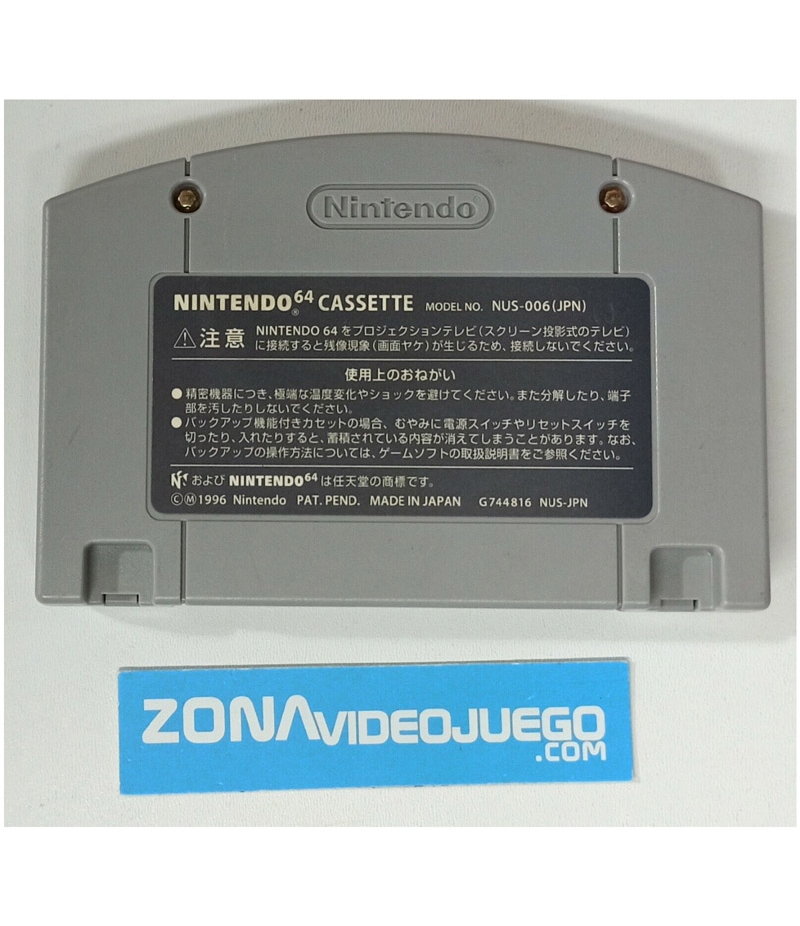 Nintendo
NINTENDO64® CASSETTE MODEL NO. NUS-006(JPN)
⚠注意 NINTENDO 64 をプロジェクションテレビ(スクリーン投影式のテレビ)
に接続すると残像現象(画面ヤケ)が生じるため、接続しないでください。
使用上のおねがい
●精密機器につき、極端な温度変化やショックを避けてください。また分解したり、端子
部を汚したりしないでください。
●バックアップ機能付きカセットの場合、むやみに電源スイッチやリセットスイッチを
切ったり、入れたりすると、蓄積されている内容が消えてしまうことがあります。なお、
バックアップの操作方法については、ゲームソフトの取扱説明書をご参照ください。
および NINTENDO64 は任天堂の商標です。
ⒸⓂ1996 Nintendo PAT. PEND. MADE IN JAPAN G744816 NUS-JPN
ZONAVIDEOJUEGO
.COM